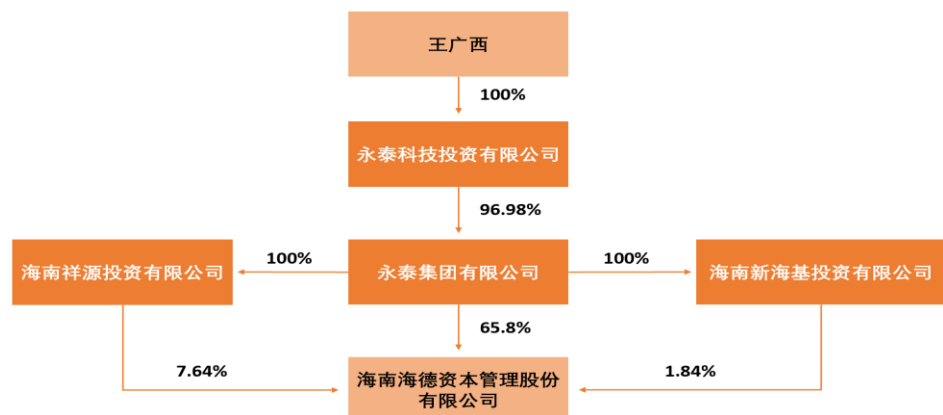 王广西
100%
永泰科技投资有限公司
96.98%
海南祥源投资有限公司
100%
永泰集团有限公司
100%
海南新海基投资有限公司
65.8%
7.64%
海南海德资本管理股份
有限公司
1.84%